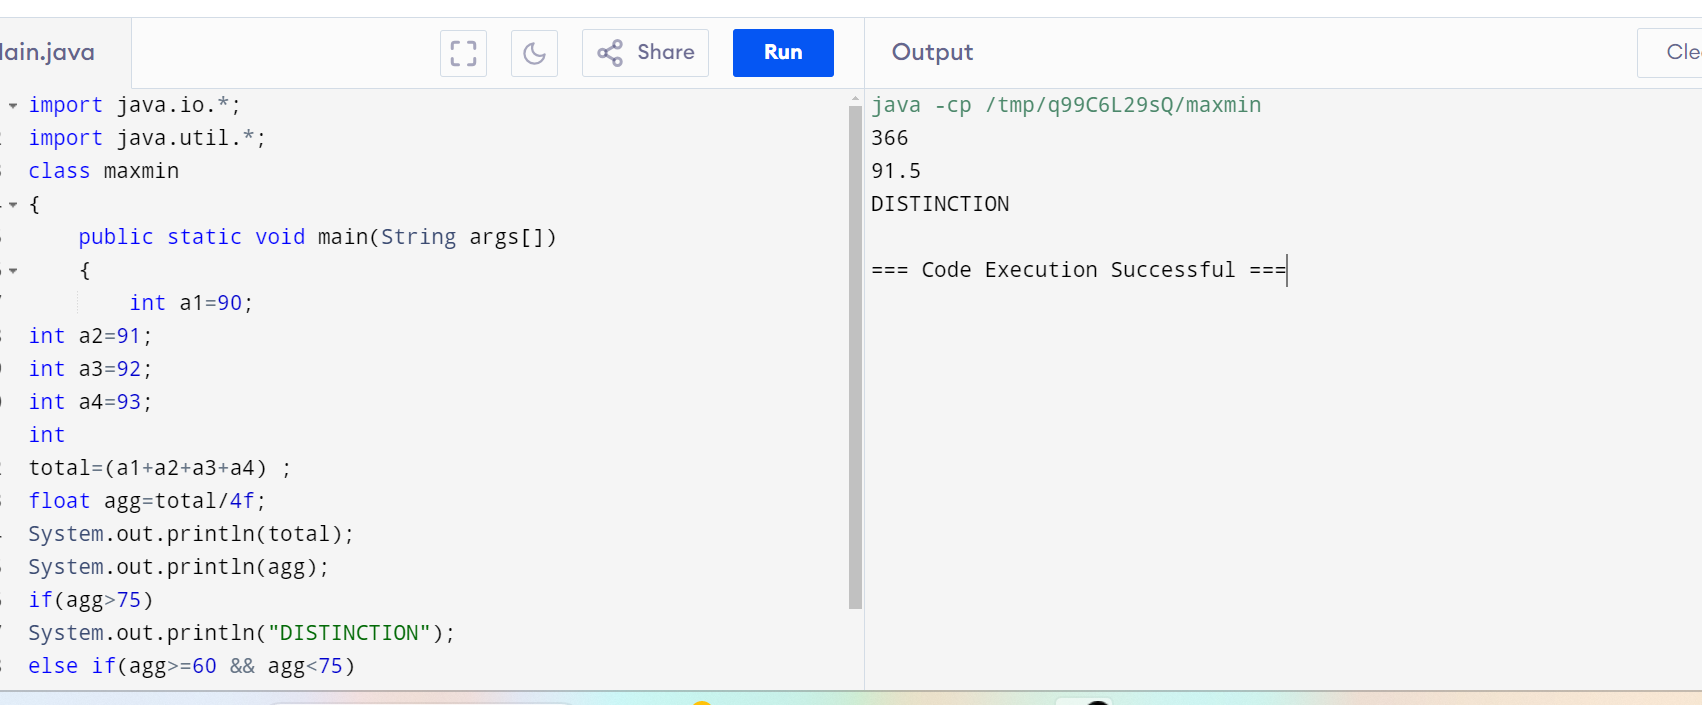 ain.java
Share
Run
Output
Cle
import java.io.*;
import java.util.*;
class maxmin
{
public static void main(String args[])
{
int a1=90;
int a2=91;
int a3=92;
int a4=93;
int
total=(a1+a2+a3+a4) ;
float agg=total/4f;
System.out.println(total);
System.out.println(agg);
if(agg>75)
System.out.println("DISTINCTION");
else if(agg>=60 && agg<75)
java -cp /tmp/q99C6L29sQ/maxmin
366
91.5
DISTINCTION
=== Code Execution Successful ===